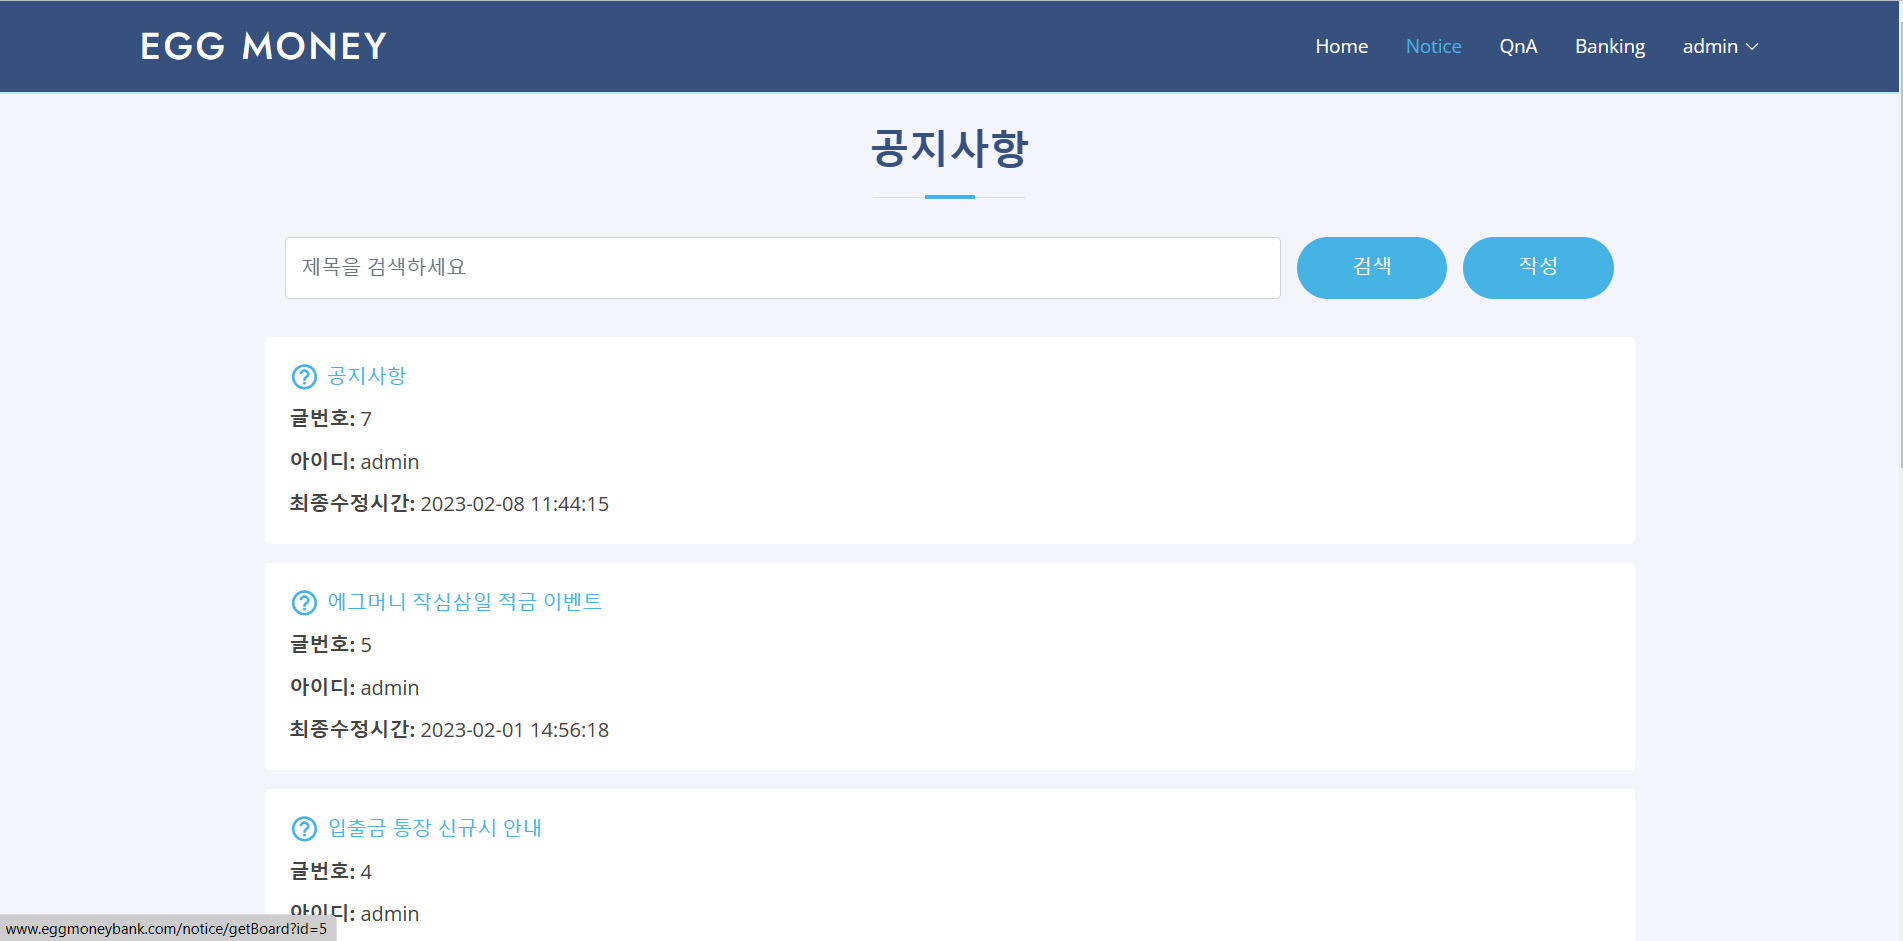 EGG MONEY
Home Notice QnA Banking admin
공지사항
제목을 검색하세요 검색 작성
공지사항
글번호: 7
아이디: admin
최종수정시간: 2023-02-08 11:44:15
에그머니 작심삼일 적금 이벤트
글번호: 5
아이디: admin
최종수정시간: 2023-02-01 14:56:18
입출금 통장 신규시 안내
글번호: 4
아이디: admin
www.eggmoneybank.com/notice/getBoard?id=5